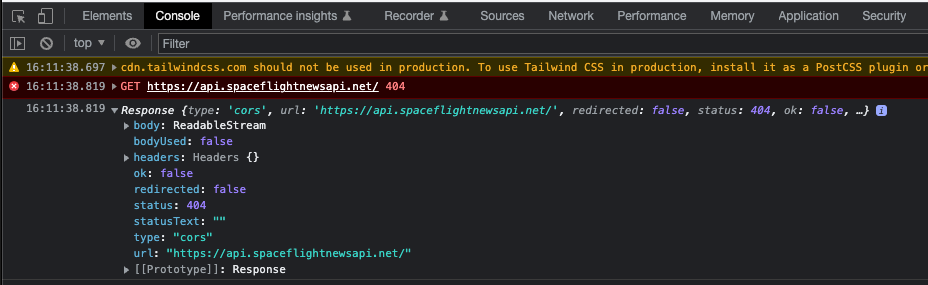 Elements Console Performance insights Recorder Sources Network Performance Memory Application Security
top Filter
16:11:38.697 cdn.tailwindcss.com should not be used in production. To use Tailwind CSS in production, install it as a PostCSS plugin or
16:11:38.819 GET https://api.spaceflightnewsapi.net/ 404
16:11:38.819 Response {type: 'cors', url: 'https://api.spaceflightnewsapi.net/', redirected: false, status: 404, ok: false, …} i
body: ReadableStream
bodyUsed: false
headers: Headers {}
ok: false
redirected: false
status: 404
statusText: ""
type: "cors"
url: "https://api.spaceflightnewsapi.net/"
[[Prototype]]: Response